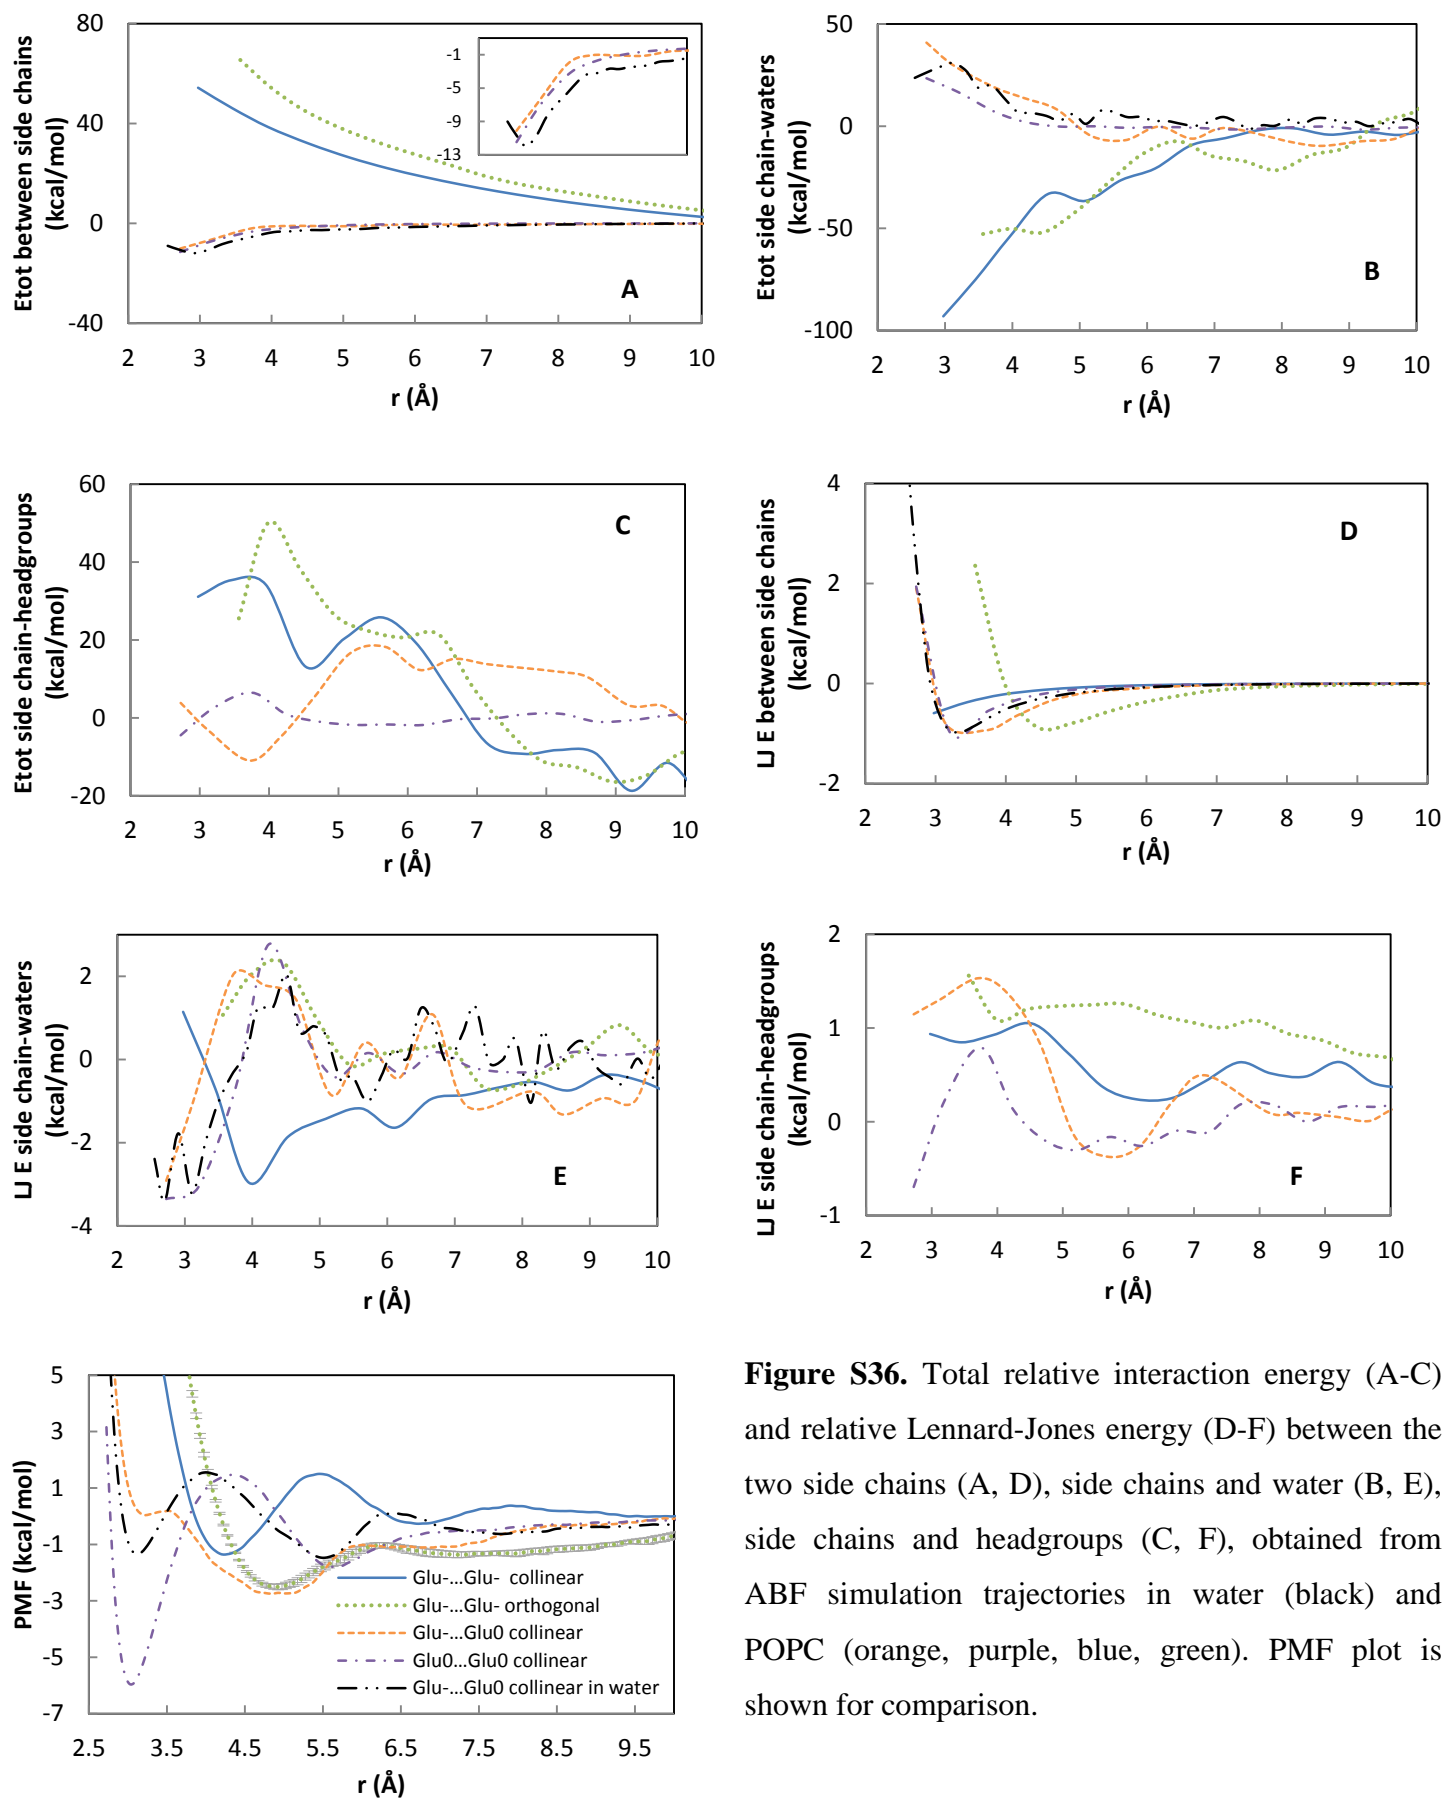 Etot between side chains
(kcal/mol)
80
40
0
-40
-1
-5
-9
-13
A
2 3 4 5 6 7 8 9 10
r (Å)
Etot side chain-waters
(kcal/mol)
50
0
-50
-100
B
2 3 4 5 6 7 8 9 10
r (Å)
Etot side chain-headgroups
(kcal/mol)
60
40
20
0
-20
C
2 3 4 5 6 7 8 9 10
r (Å)
LJ E between side chains
(kcal/mol)
4
2
0
-2
D
2 3 4 5 6 7 8 9 10
r (Å)
LJ E side chain-waters
(kcal/mol)
2
0
-2
-4
E
2 3 4 5 6 7 8 9 10
r (Å)
LJ E side chain-headgroups
(kcal/mol)
2
1
0
-1
F
2 3 4 5 6 7 8 9 10
r (Å)
PMF (kcal/mol)
5
3
1
-1
-3
-5
-7
Glu-...Glu- collinear
Glu-...Glu- orthogonal
Glu-...Glu0 collinear
Glu0...Glu0 collinear
Glu-...Glu0 collinear in water
2.5 3.5 4.5 5.5 6.5 7.5 8.5 9.5
r (Å)
Figure S36. Total relative interaction energy (A-C)
and relative Lennard-Jones energy (D-F) between the
two side chains (A, D), side chains and water (B, E),
side chains and headgroups (C, F), obtained from
ABF simulation trajectories in water (black) and
POPC (orange, purple, blue, green). PMF plot is
shown for comparison.